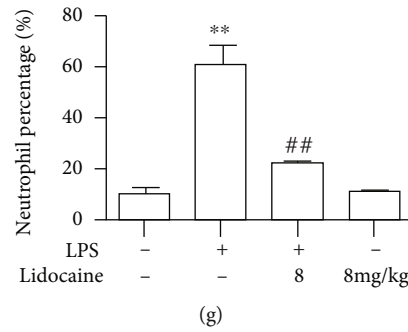 Neutrophil percentage (%)
80
60
40
20
0
**
##
LPS – + + –
Lidocaine – – 8 8mg/kg
(g)